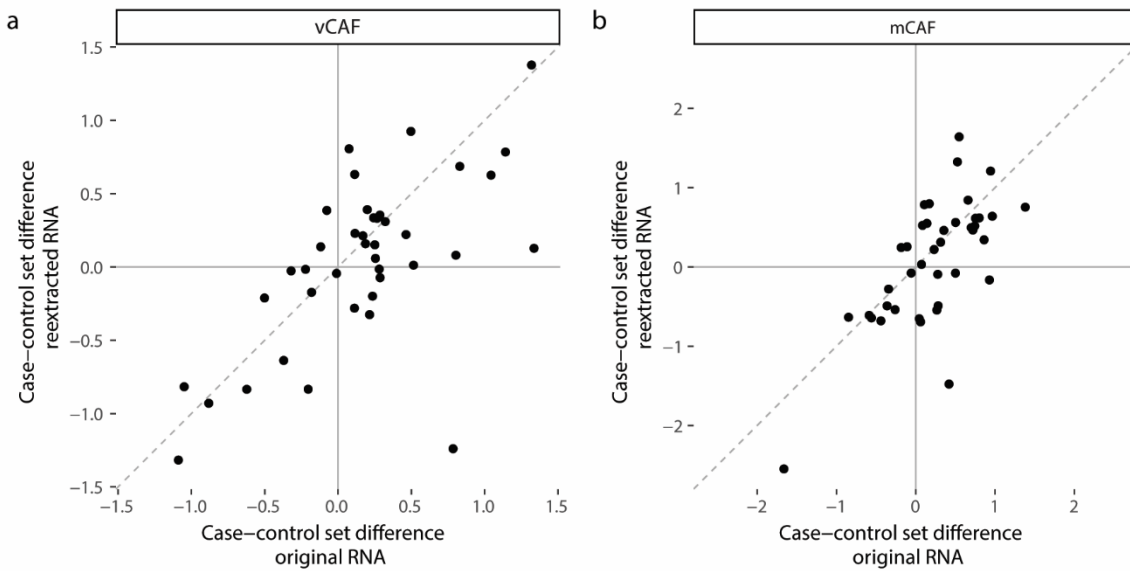 a
vCAF
1.5
1.0
0.5
0.0
−0.5
−1.0
−1.5
Case−control set difference
reextracted RNA
−1.5
−1.0
−0.5
0.0
0.5
1.0
1.5
Case−control set difference
original RNA
b
mCAF
2
1
0
−1
−2
Case−control set difference
reextracted RNA
−2
−1
0
1
2
Case−control set difference
original RNA